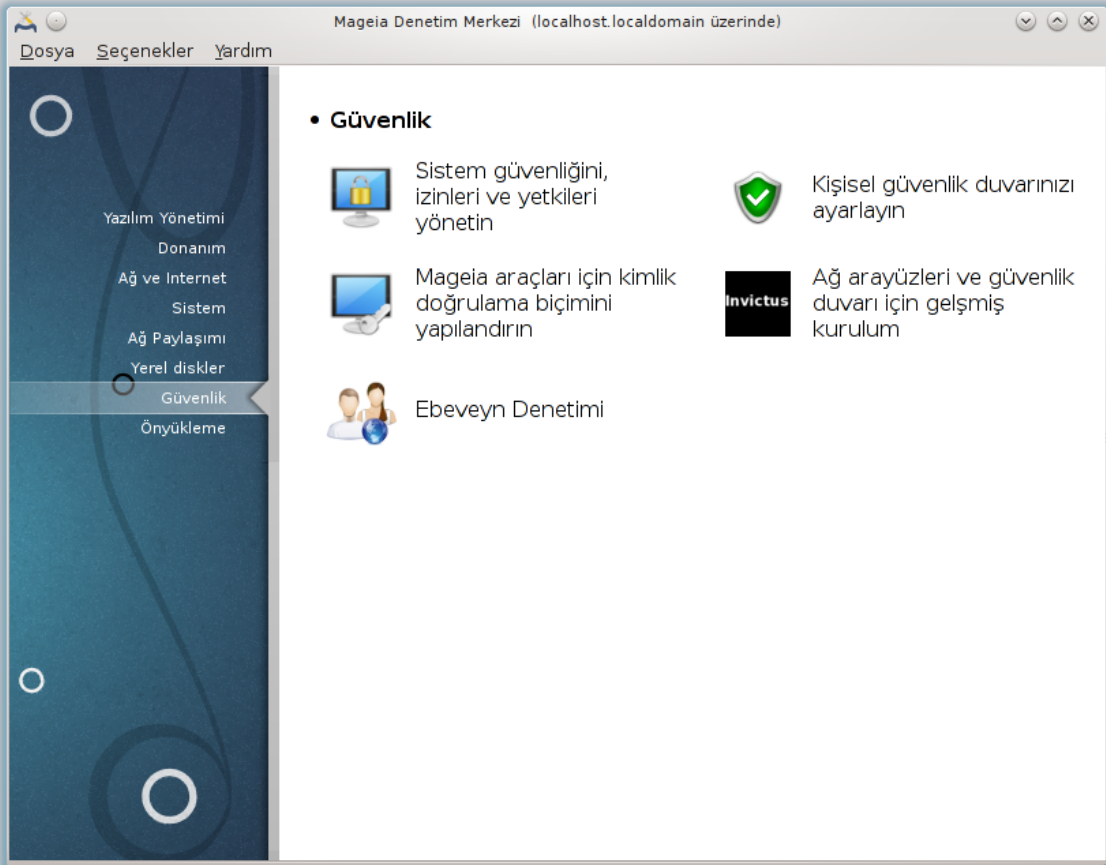 Mageia Denetim Merkezi (localhost.localdomain üzerinde)
Dosya Seçenekler Yardım
Yazılım Yönetimi
Donanım
Ağ ve Internet
Sistem
Ağ Paylaşımı
Yerel diskler
Güvenlik
Önyükleme
• Güvenlik
Sistem güvenliğini,
izinleri ve yetkileri
yönetin
Kişisel güvenlik duvarınızı
ayarlayın
Mageia araçları için kimlik
doğrulama biçimini
yapılandırın
Invictus
Ağ arayüzleri ve güvenlik
duvarı için gelşmiş
kurulum
Ebeveyn Denetimi